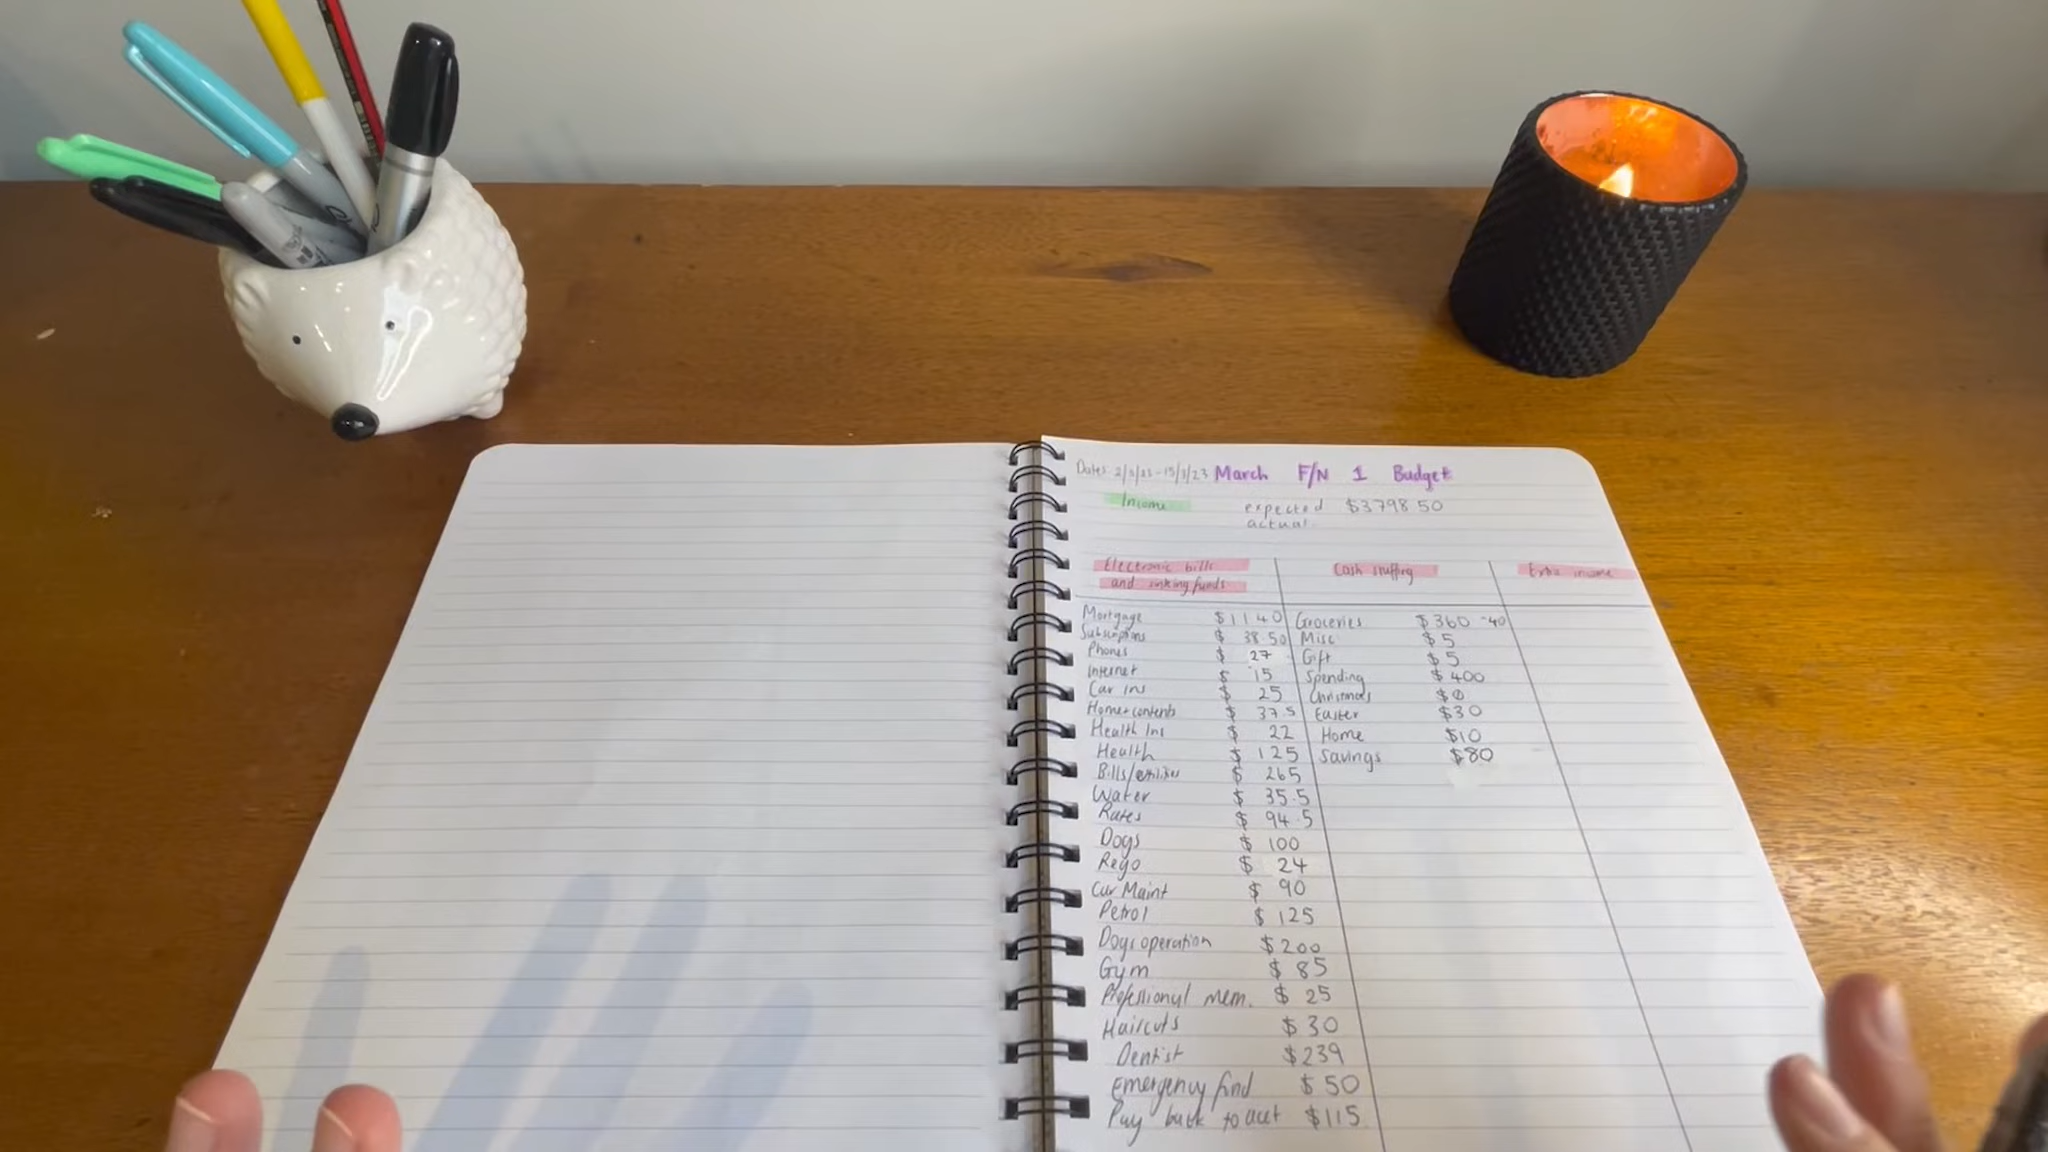 Dates 2/3/23-15/3/23 March F/N 1 Budget
Income expected $3798.50
actual
Electronic bills and sinking funds
Cash stuffing
Extra income
Mortgage $1140
Subscriptions $38.50
Phones $27
Internet $15
Car ins $25
Home+contents $37.5
Health Ins $22
Health $125
Bills/utilities $265
Water $35.5
Rates $94.5
Dogs $100
Rego $24
Car Maint $90
Petrol $125
Dogs operation $200
Gym $85
Professional mem. $25
Haircuts $30
Dentist $239
Emergency find $50
Pay back to acct $115
Groceries $360 -40
Misc $5
Gift $5
Spending $400
Christmas $0
Easter $30
Home $10
Savings $80